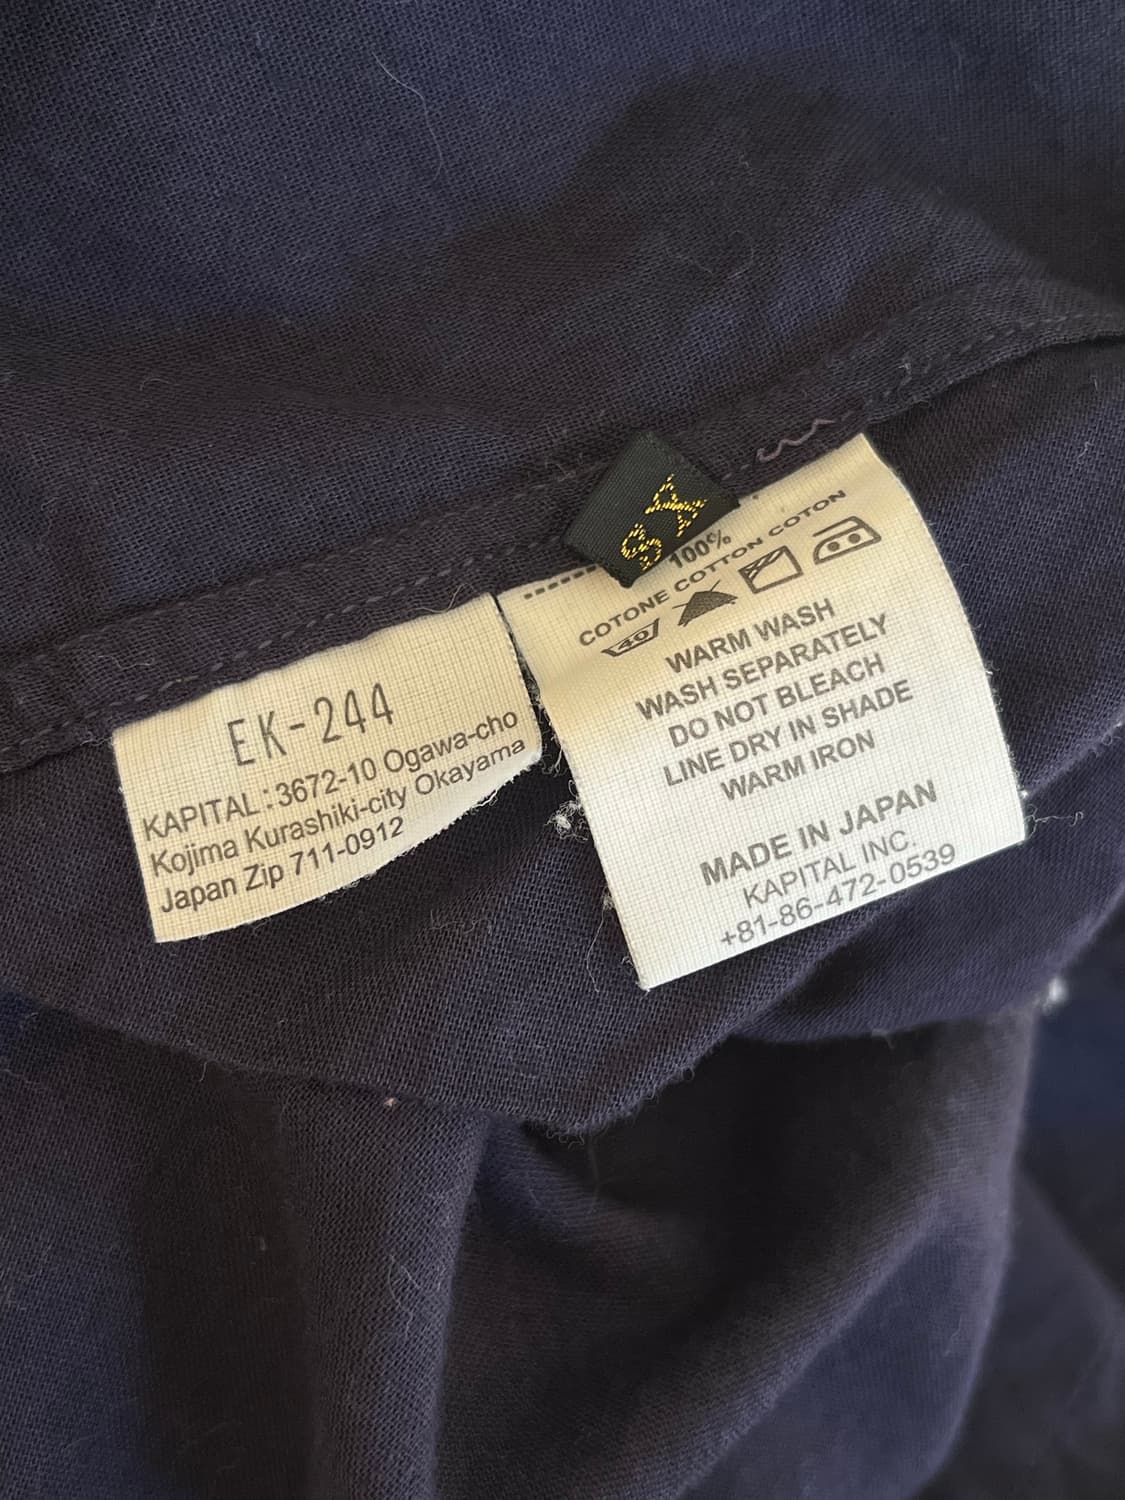 EK-244
KAPITAL:3672-10 Ogawa-cho
Kojima Kurashiki-city Okayama
Japan Zip 711-0912
XS
100%
COTONE COTTON COTON
40
WARM WASH
WASH SEPARATELY
DO NOT BLEACH
LINE DRY IN SHADE
WARM IRON
MADE IN JAPAN
KAPITAL INC.
+81-86-472-0539